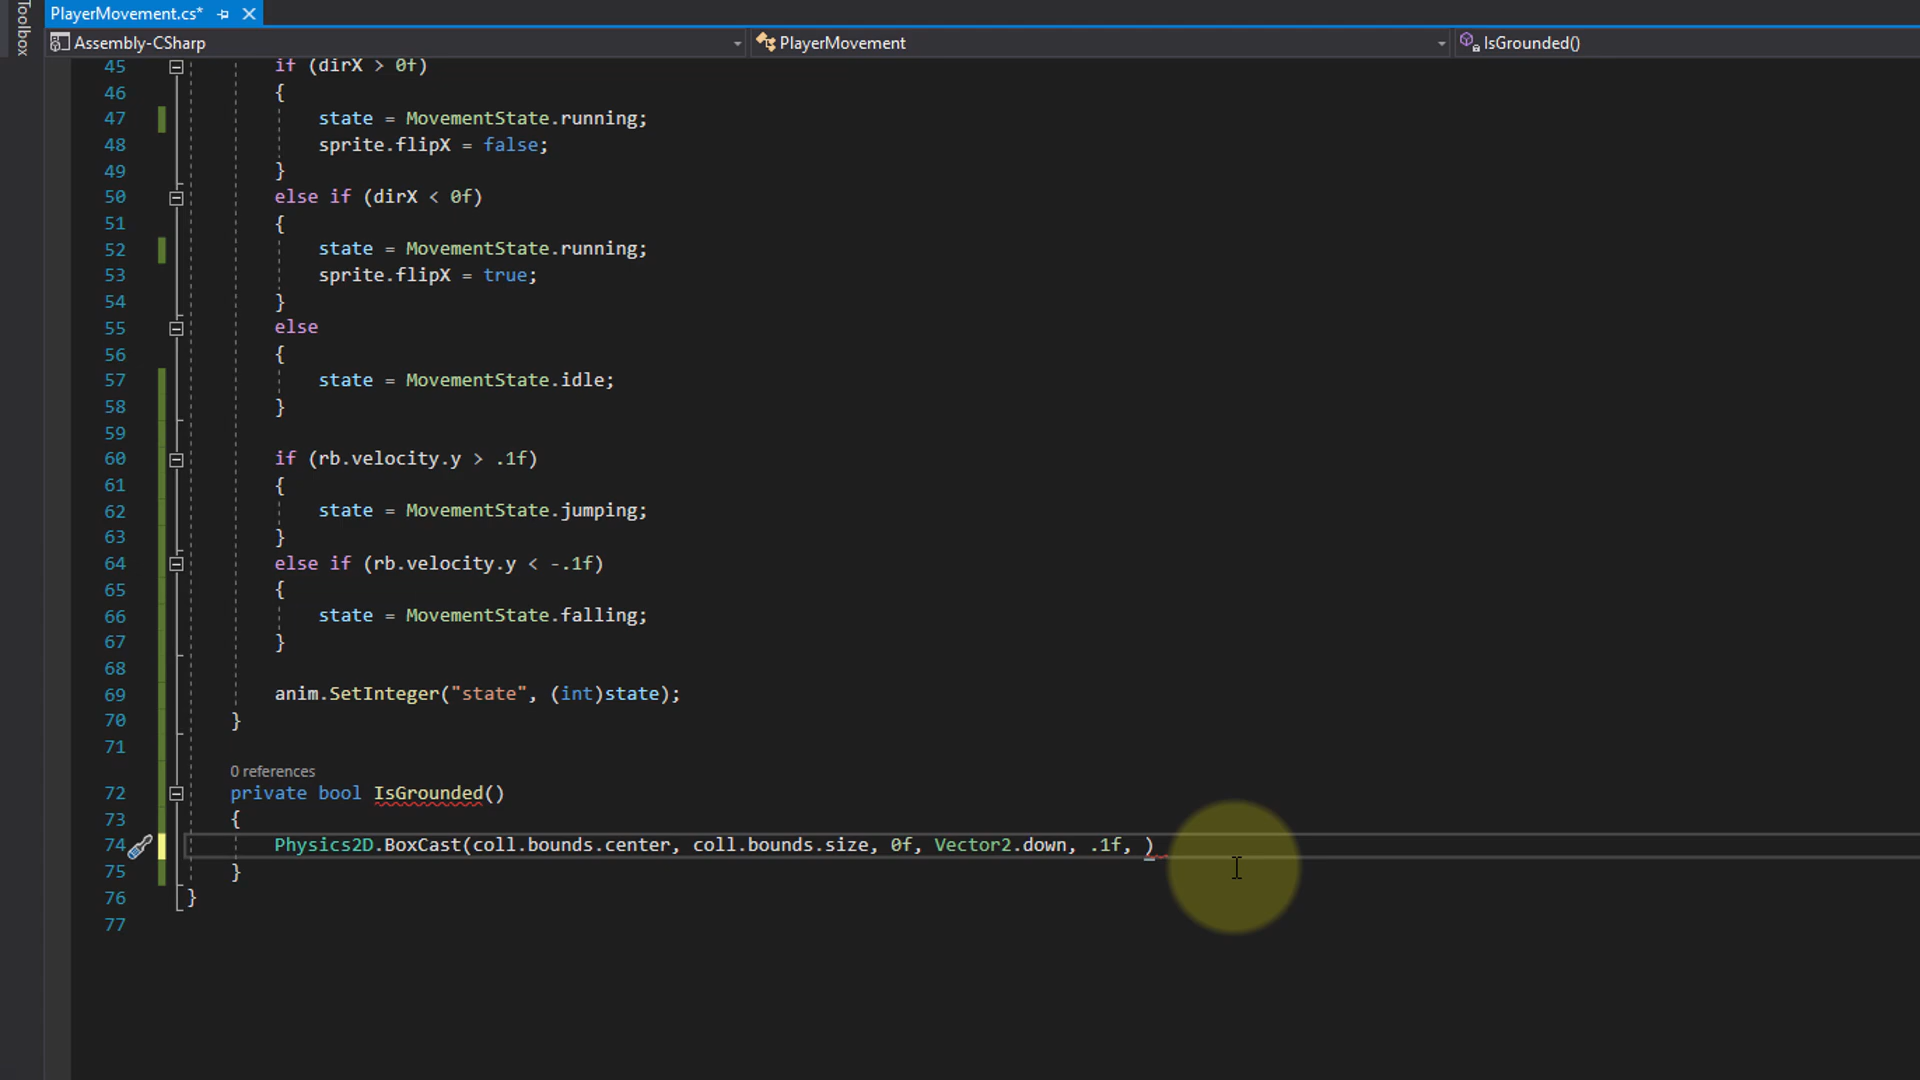 Toolbox
PlayerMovement.cs*
Assembly-CSharp PlayerMovement IsGrounded()
45 if (dirX > 0f)
46 {
47 state = MovementState.running;
48 sprite.flipX = false;
49 }
50 else if (dirX < 0f)
51 {
52 state = MovementState.running;
53 sprite.flipX = true;
54 }
55 else
56 {
57 state = MovementState.idle;
58 }
59
60 if (rb.velocity.y > .1f)
61 {
62 state = MovementState.jumping;
63 }
64 else if (rb.velocity.y < -.1f)
65 {
66 state = MovementState.falling;
67 }
68
69 anim.SetInteger("state", (int)state);
70 }
71
0 references
72 private bool IsGrounded()
73 {
74 Physics2D.BoxCast(coll.bounds.center, coll.bounds.size, 0f, Vector2.down, .1f, )
75 }
76 }
77